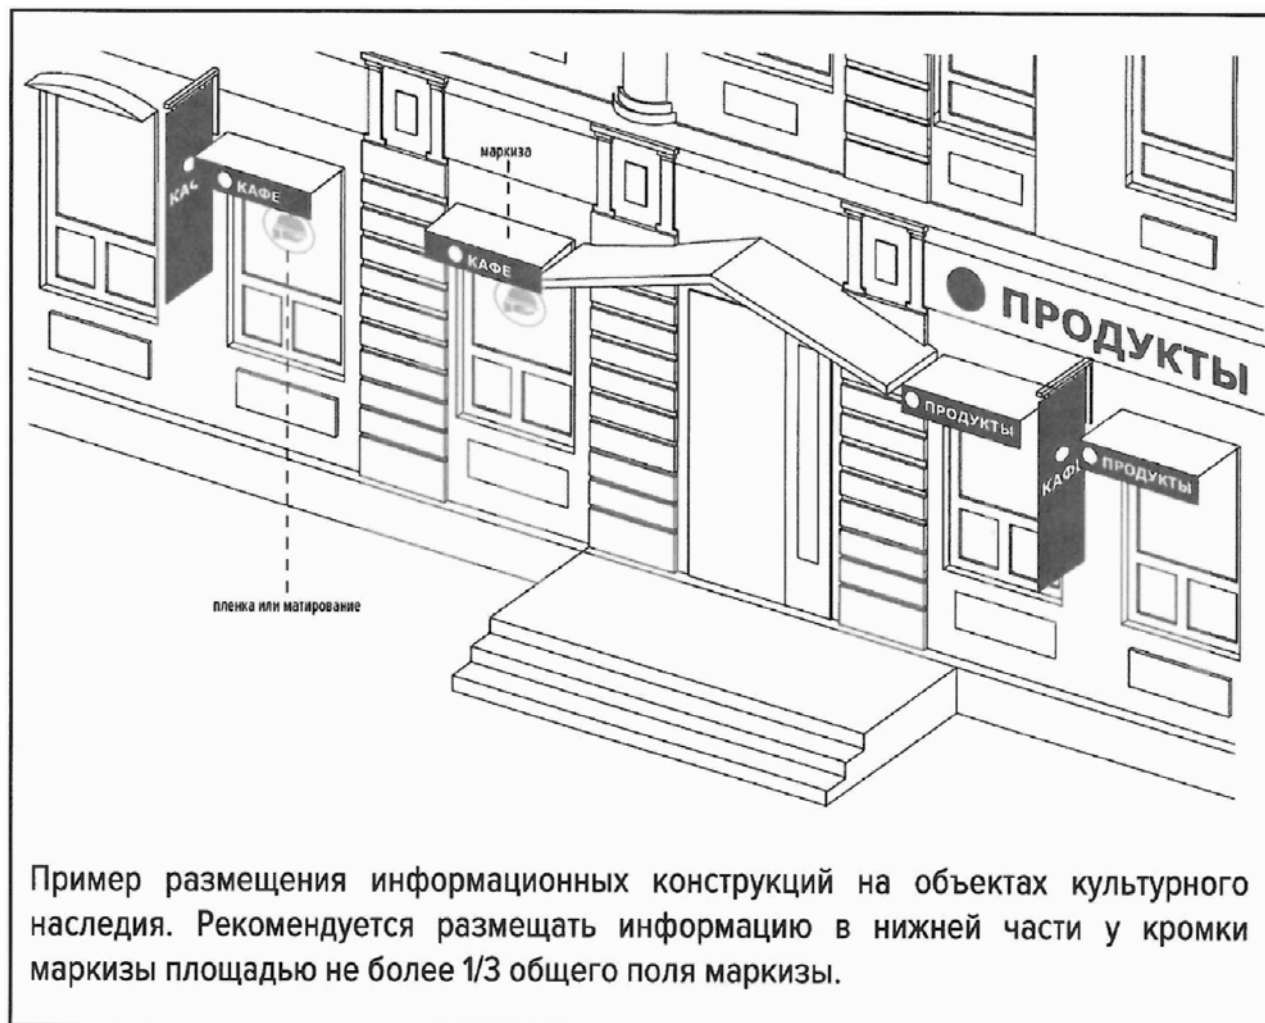 маркиза
КАФЕ
КАФЕ
КАФЕ
ПРОДУКТЫ
ПРОДУКТЫ
КАФЕ
ПРОДУКТЫ
пленка или матирование
Пример размещения информационных конструкций на объектах культурного
наследия. Рекомендуется размещать информацию в нижней части у кромки
маркизы площадью не более 1/3 общего поля маркизы.